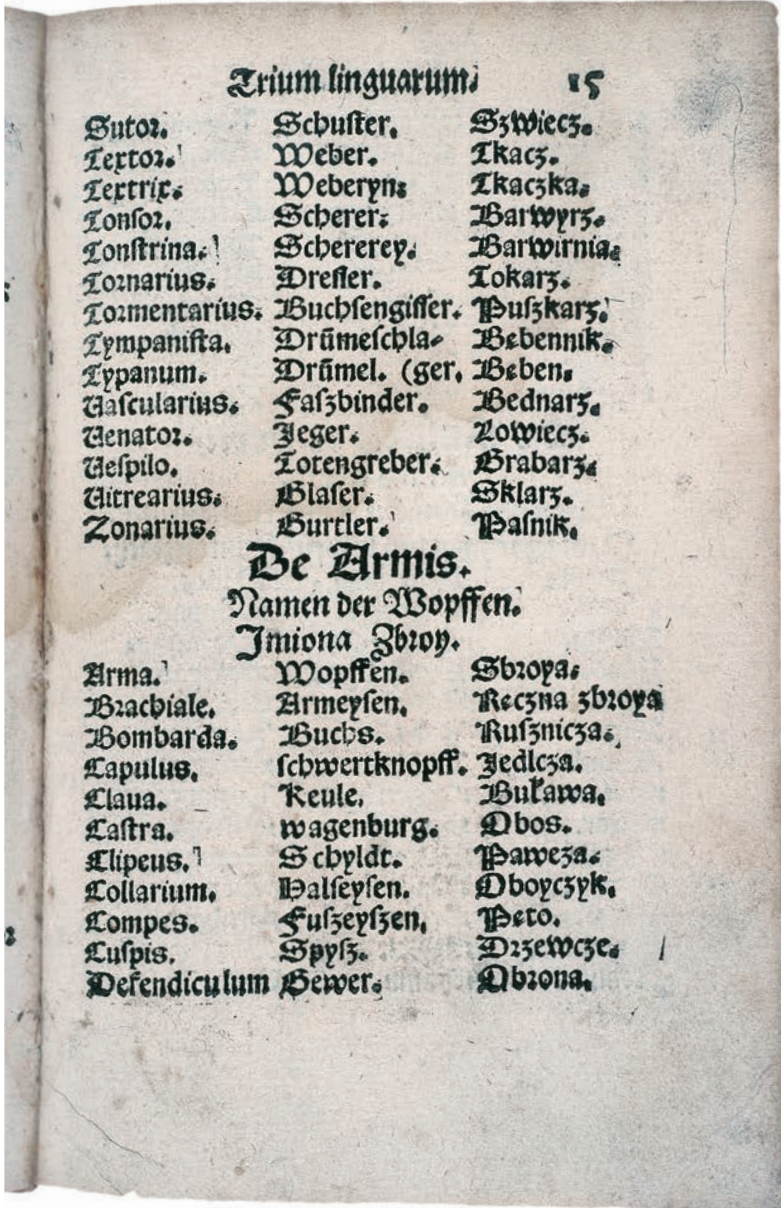 Trium linguarum. 15
Sutor. Schuster. Szwiecz.
Textor. Weber. Tkacz.
Textrix. Weberyn. Tkaczka.
Tonsor. Scherer. Barwyrz.
Tonstrina. Schererey. Barwirnia.
Tornarius. Dresler. Tokarz.
Tormentarius. Buchsengisser. Puszkarz.
Tympanista. Drūmeschla- Bebennik.
Typanum. Drūmel. (ger. Beben.
Vascularius. Faszbinder. Bednarz.
Venator. Jeger. Lowiecz.
Vespilo. Totengreber. Grabarz.
Vitrearius. Glaser. Sklarz.
Zonarius. Gurtler. Pasnik.
De Armis.
Namen der Wopffen.
Jmiona Zbroy.
Arma. Wopffen. Sbroya.
Brachiale. Armeysen. Reczna zbroya
Bombarda. Buchs. Rusznicza.
Capulus. schwertknopff. Jedlcza.
Claua. Keule. Buława.
Castra. wagenburg. Obos.
Clipeus. Schyldt. Paweza.
Collarium. Halseysen. Oboyczyk.
Compes. Fuszeyszen. Peto.
Cuspis. Spysz. Drzewcze.
Defendiculum Gewer. Obrona.